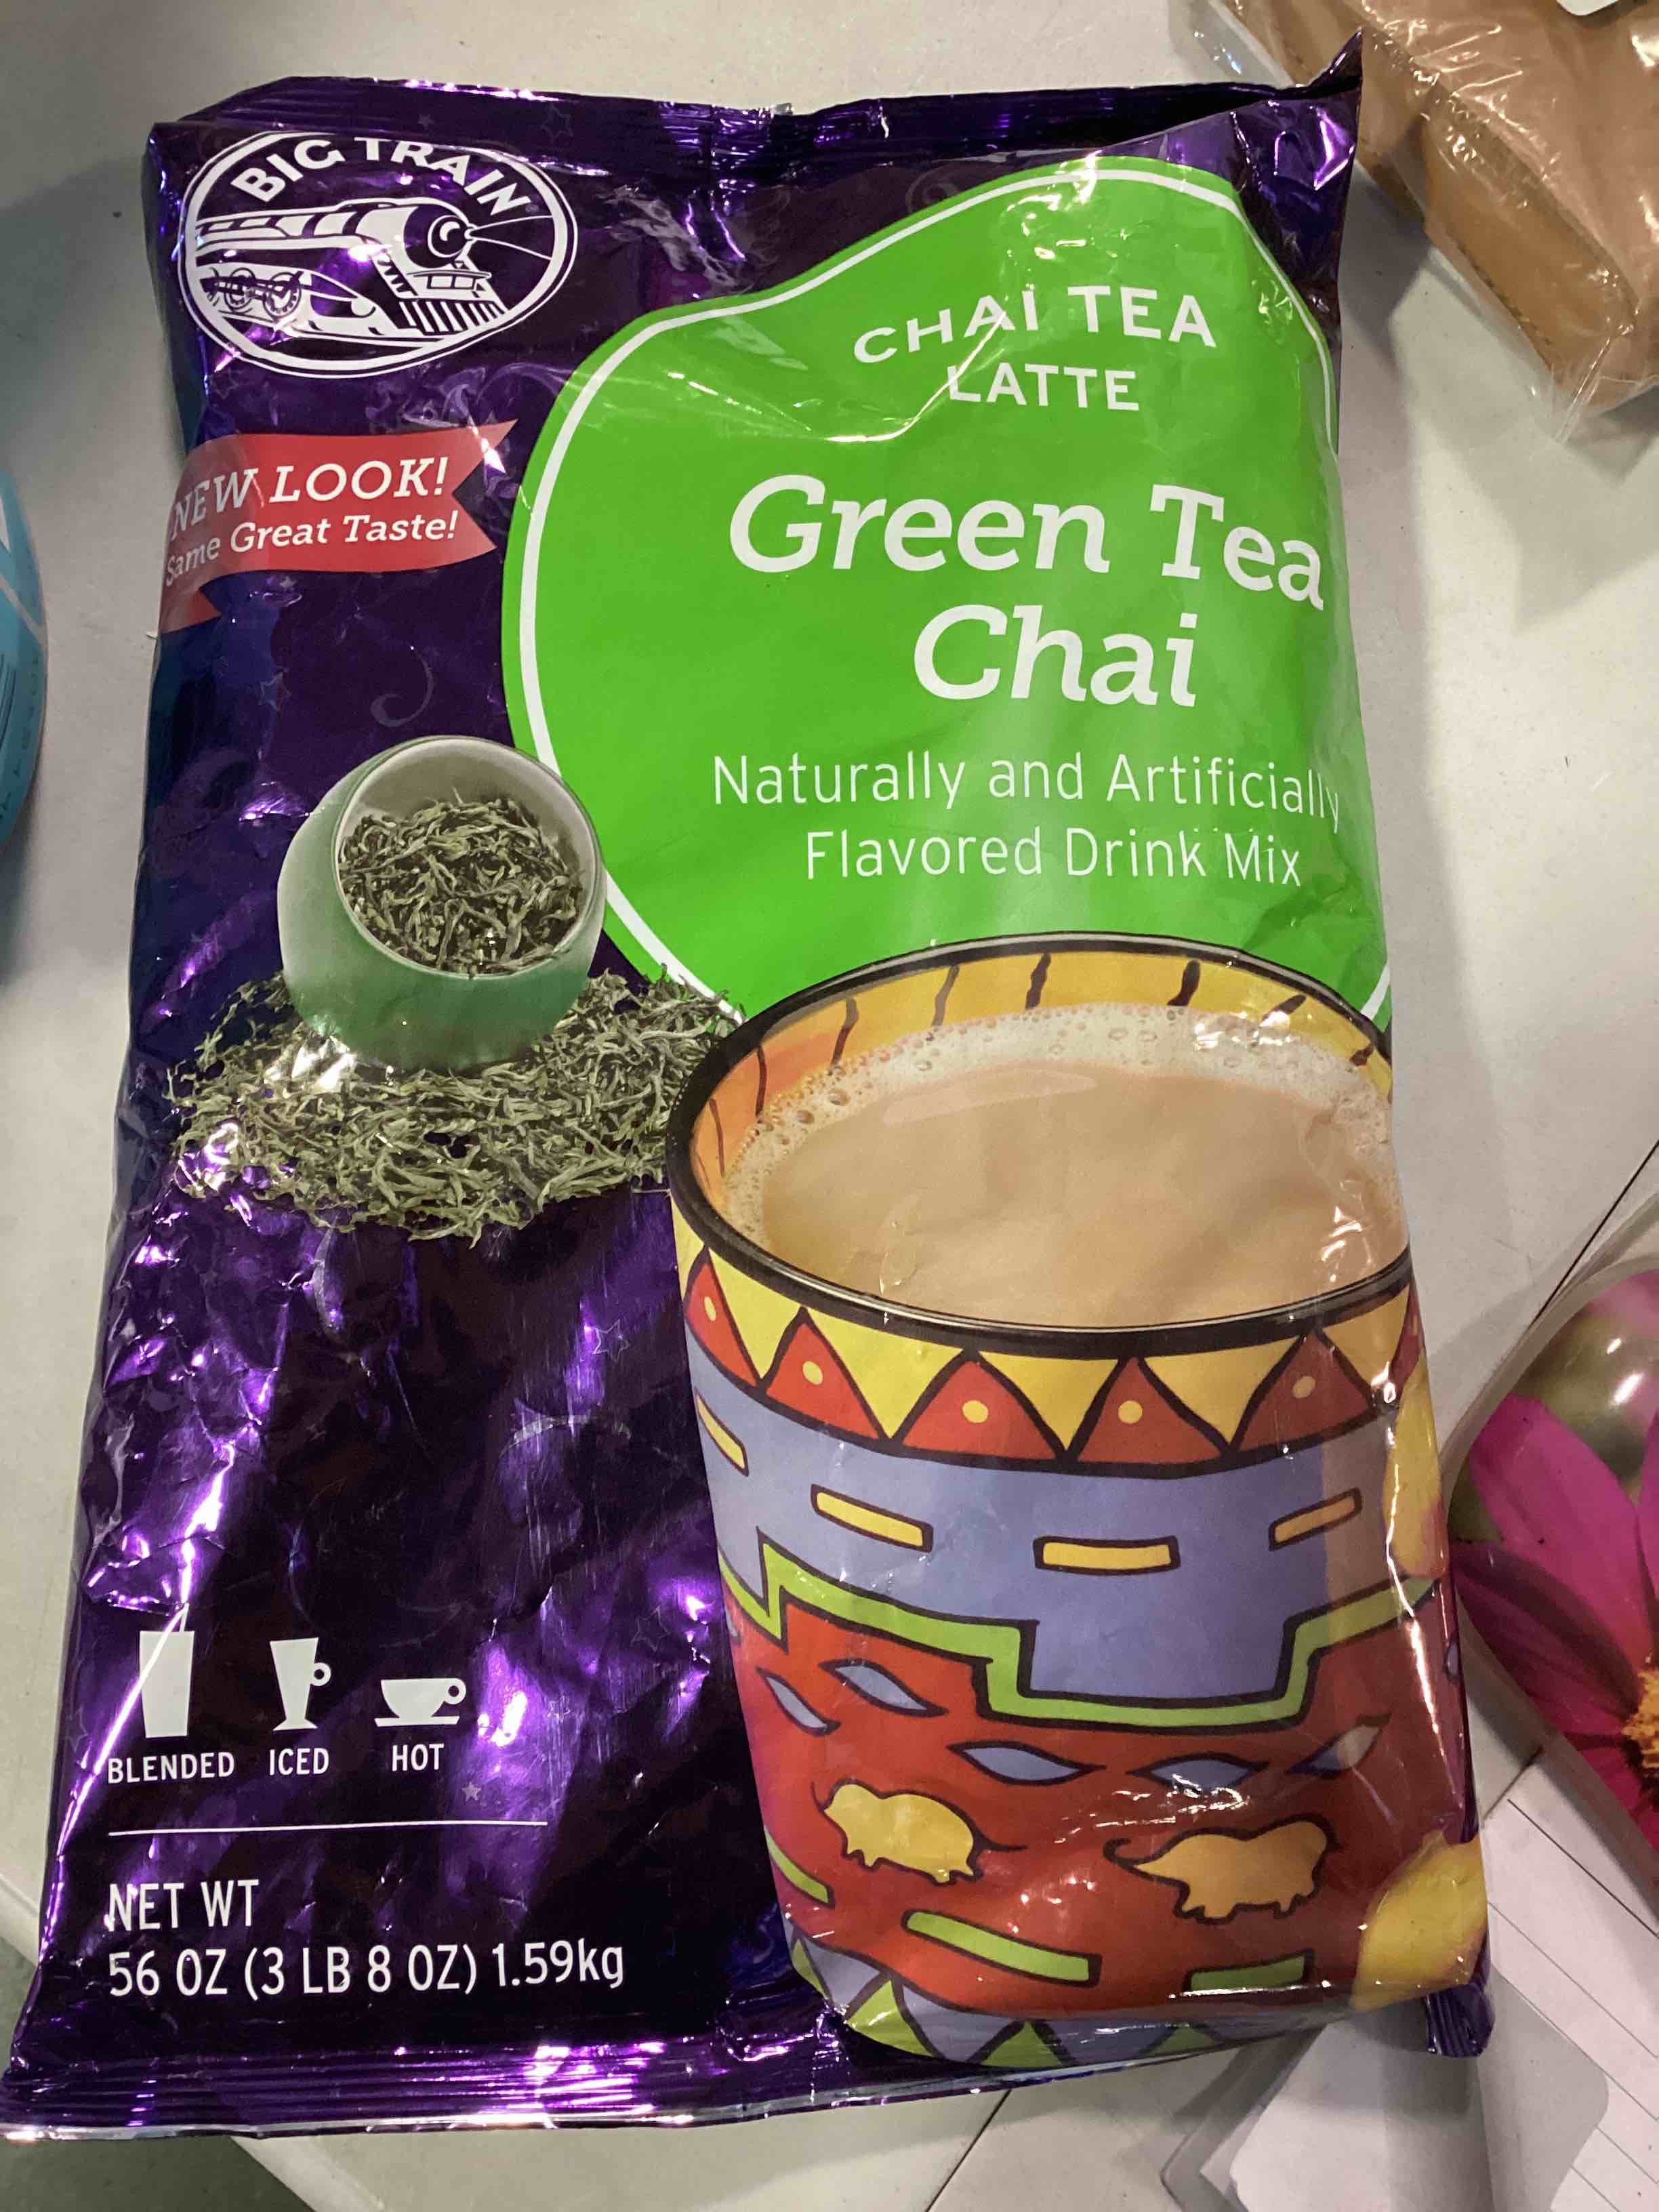 BIG TRAIN
CHAI TEA
LATTE
NEW LOOK!
Same Great Taste!
Green Tea
Chai
Naturally and Artificially
Flavored Drink Mix
BLENDED ICED HOT
NET WT
56 OZ (3 LB 8 OZ) 1.59kg